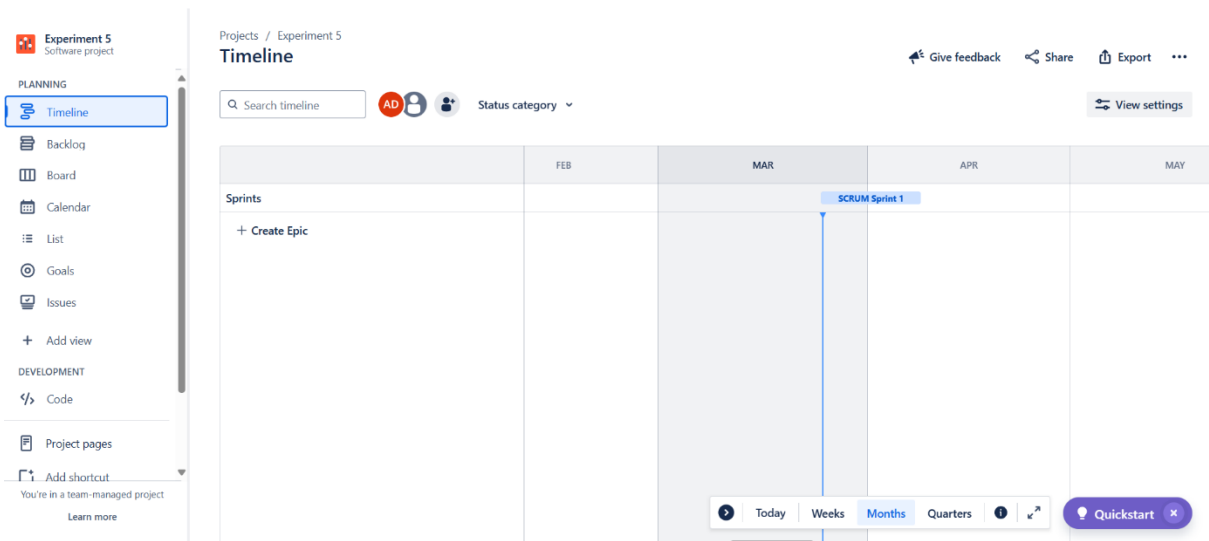 Experiment 5
Software project
PLANNING
Timeline
Backlog
Board
Calendar
List
Goals
Issues
Add view
DEVELOPMENT
Code
Project pages
Add shortcut
You're in a team-managed project
Learn more
Projects / Experiment 5
Timeline
Give feedback Share Export
Search timeline AD Status category View settings
FEB MAR APR MAY
Sprints SCRUM Sprint 1
+ Create Epic
Today Weeks Months Quarters Quickstart